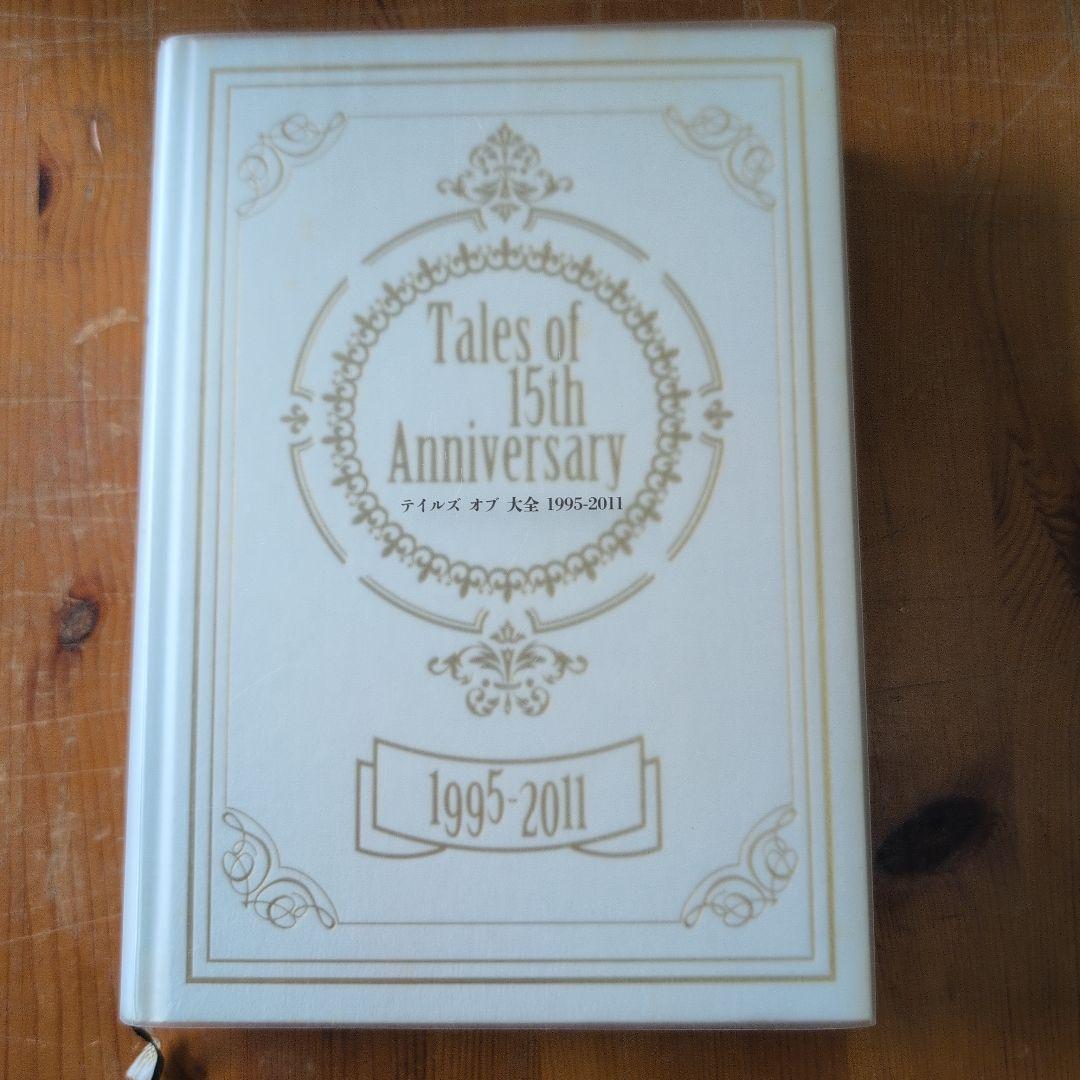 Tales of
15th
Anniversary
テイルズ オブ 大全 1995-2011
1995-2011